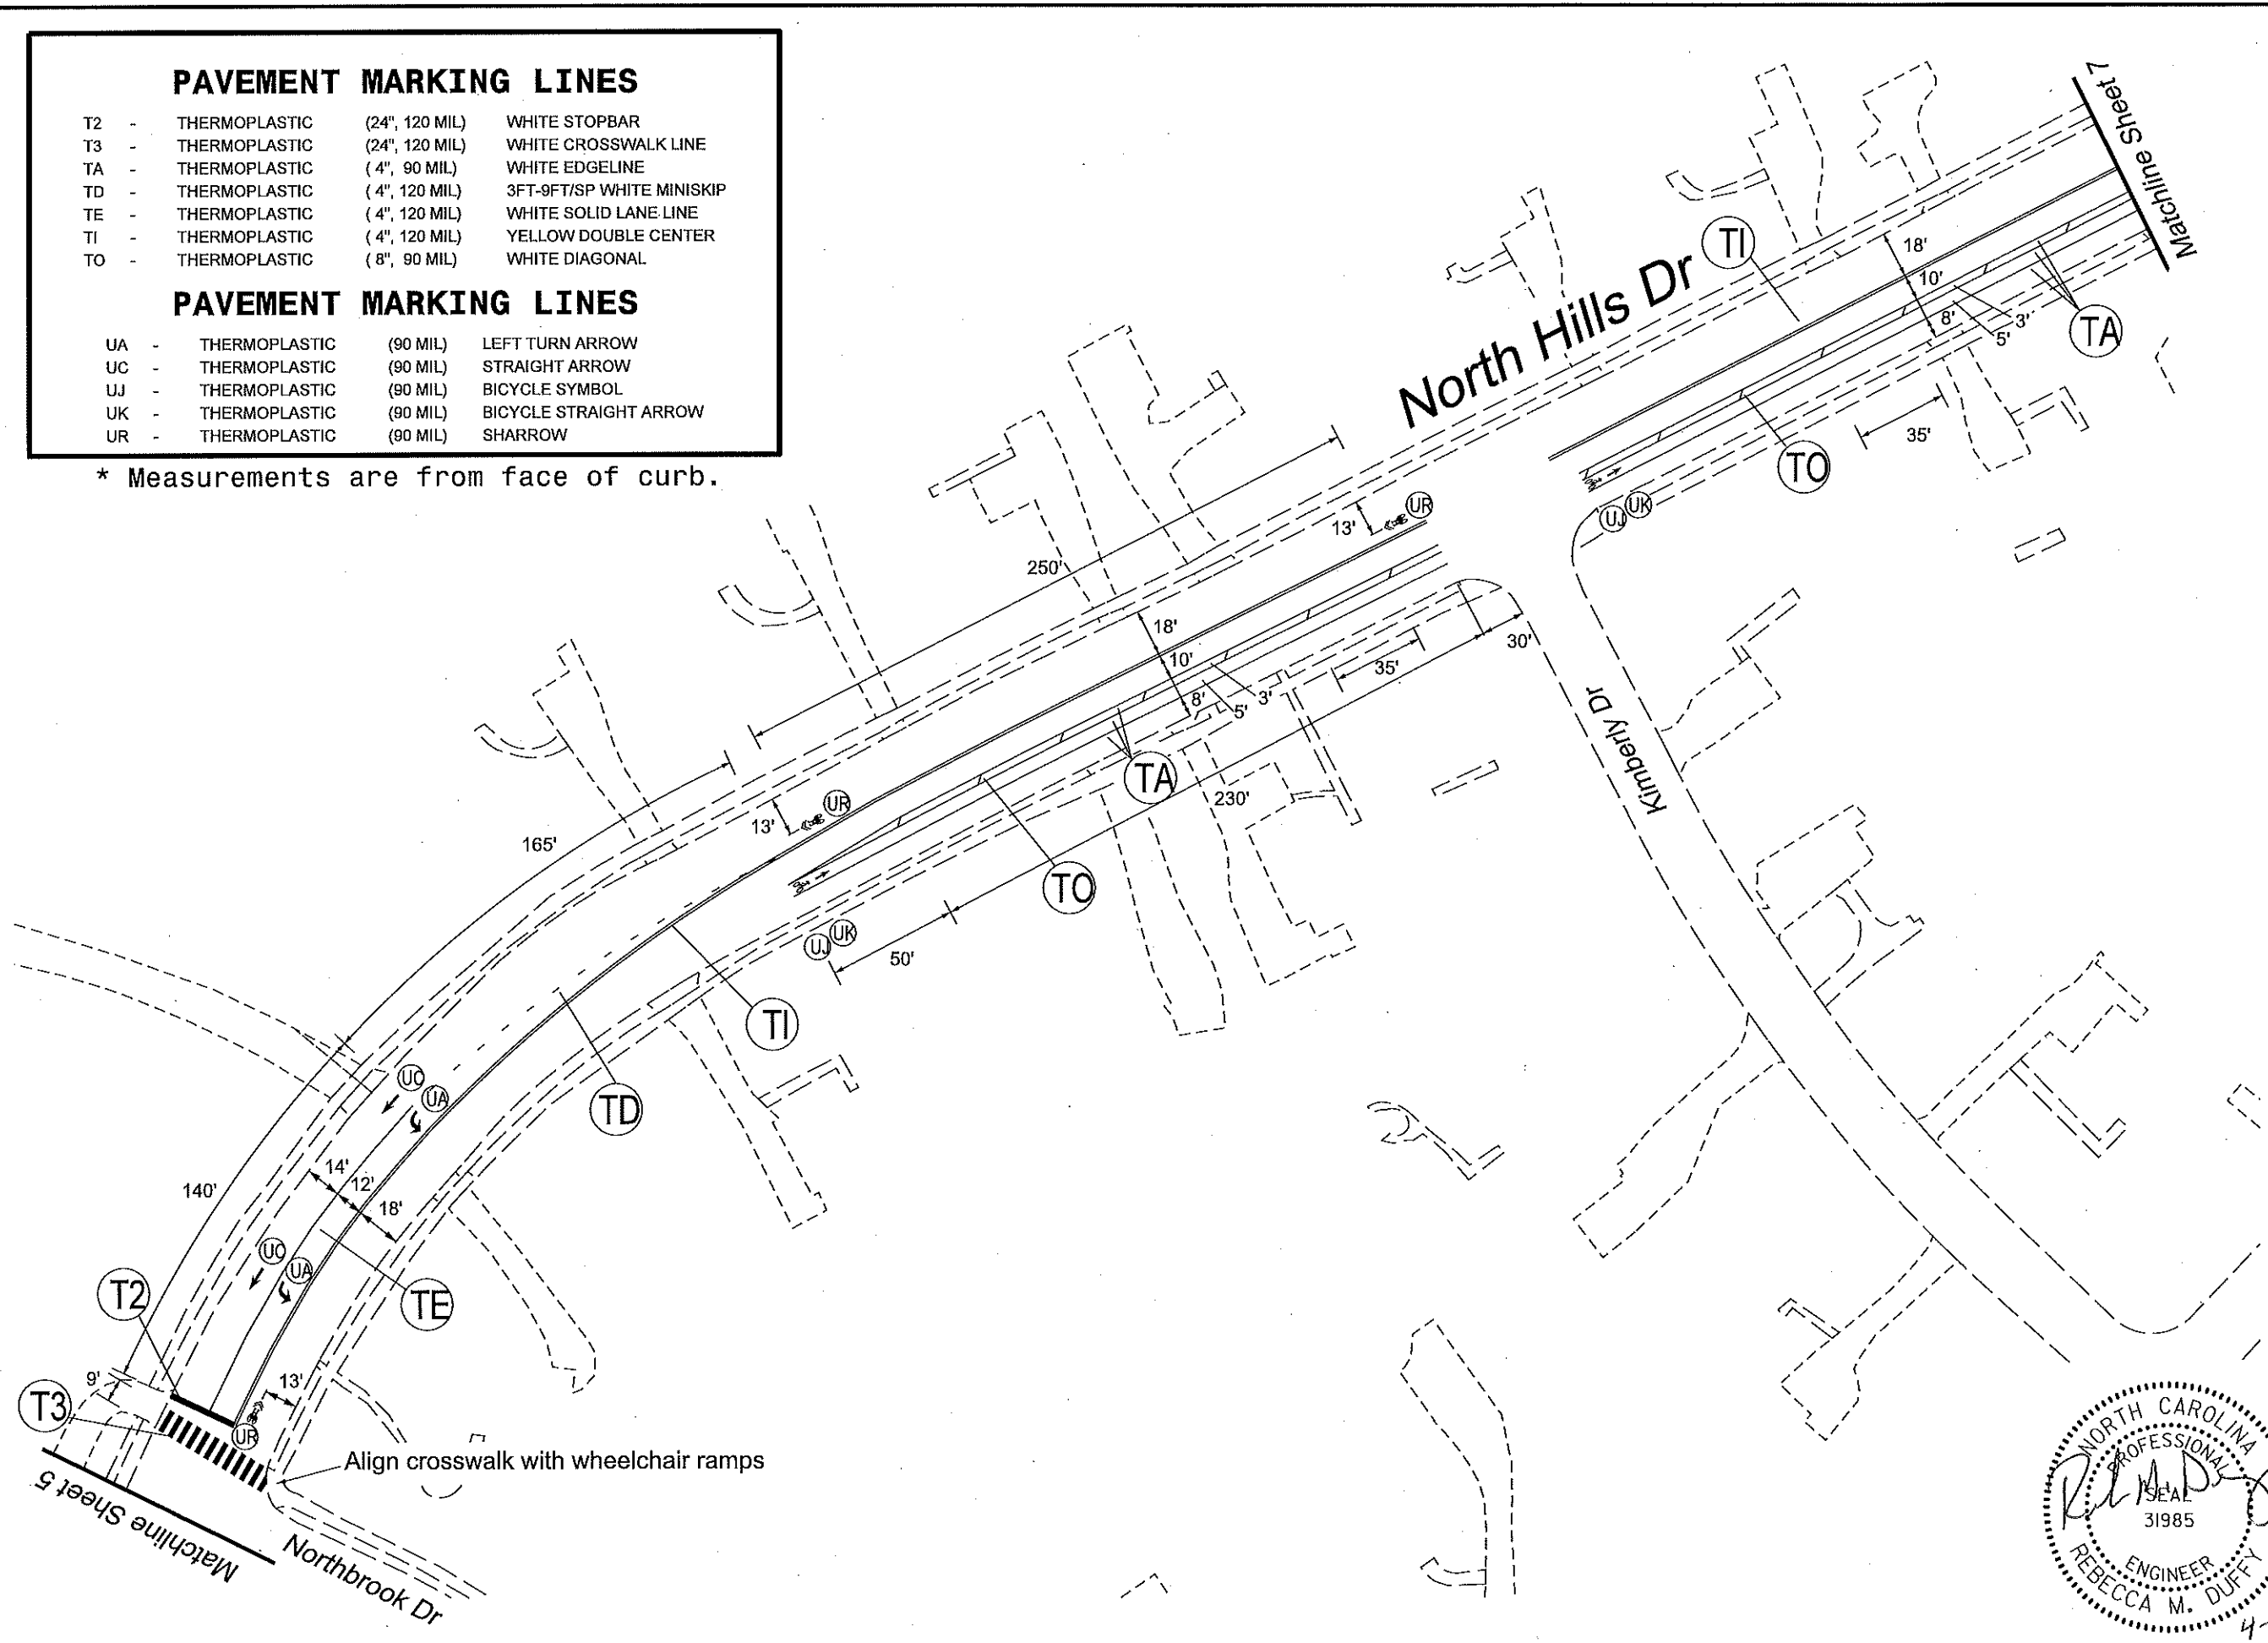 PAVEMENT MARKING LINES
T2 - THERMOPLASTIC (24", 120 MIL) WHITE STOPBAR
T3 - THERMOPLASTIC (24", 120 MIL) WHITE CROSSWALK LINE
TA - THERMOPLASTIC ( 4", 90 MIL) WHITE EDGELINE
TD - THERMOPLASTIC ( 4", 120 MIL) 3FT-9FT/SP WHITE MINISKIP
TE - THERMOPLASTIC ( 4", 120 MIL) WHITE SOLID LANE LINE
TI - THERMOPLASTIC ( 4", 120 MIL) YELLOW DOUBLE CENTER
TO - THERMOPLASTIC ( 8", 90 MIL) WHITE DIAGONAL
PAVEMENT MARKING LINES
UA - THERMOPLASTIC (90 MIL) LEFT TURN ARROW
UC - THERMOPLASTIC (90 MIL) STRAIGHT ARROW
UJ - THERMOPLASTIC (90 MIL) BICYCLE SYMBOL
UK - THERMOPLASTIC (90 MIL) BICYCLE STRAIGHT ARROW
UR - THERMOPLASTIC (90 MIL) SHARROW
* Measurements are from face of curb.
Matchline Sheet 7
North Hills Dr
TI
18'
10'
8'
3'
5'
TA
35'
TO
UJ UK
UR
13'
250'
18'
10'
8'
3'
5'
35'
30'
Kimberly Dr
TA
230'
UR
13'
165'
TO
UJ UK
50'
TI
TD
UC
UA
14'
12'
18'
140'
UC
UA
TE
T2
9'
T3
13'
UR
Align crosswalk with wheelchair ramps
Matchline Sheet 5
Northbrook Dr
NORTH CAROLINA
PROFESSIONAL
SEAL
31985
ENGINEER
REBECCA M. DUFFY